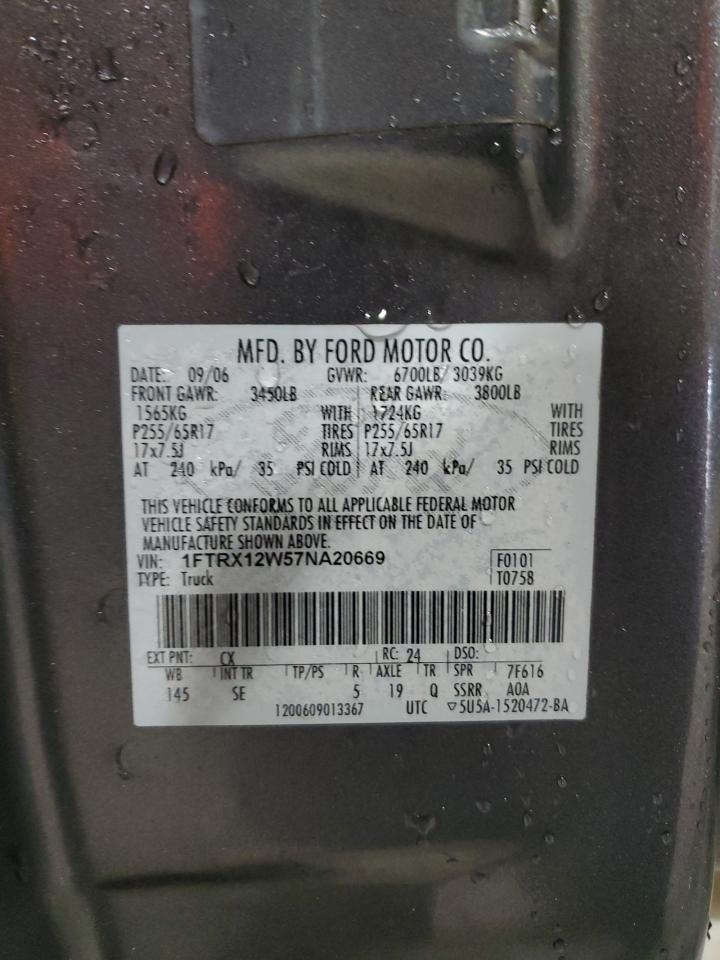 MFD. BY FORD MOTOR CO.
DATE: 09/06 GVWR: 6700LB/ 3039KG
FRONT GAWR: 3450LB REAR GAWR: 3800LB
1565KG WITH 1724KG WITH
P255/65R17 TIRES P255/65R17 TIRES
17x7.5J RIMS 17x7.5J RIMS
AT 240 kPa/ 35 PSI COLD AT 240 kPa/ 35 PSI COLD
THIS VEHICLE CONFORMS TO ALL APPLICABLE FEDERAL MOTOR
VEHICLE SAFETY STANDARDS IN EFFECT ON THE DATE OF
MANUFACTURE SHOWN ABOVE.
VIN: 1FTRX12W57NA20669 F0101
TYPE: Truck T0758
EXT PNT: CX RC: 24 DSO:
WB INT TR TP/PS R AXLE TR SPR 7F616
145 SE 5 19 Q SSRR AOA
1200609013367 UTC ▽5U5A-1520472-BA